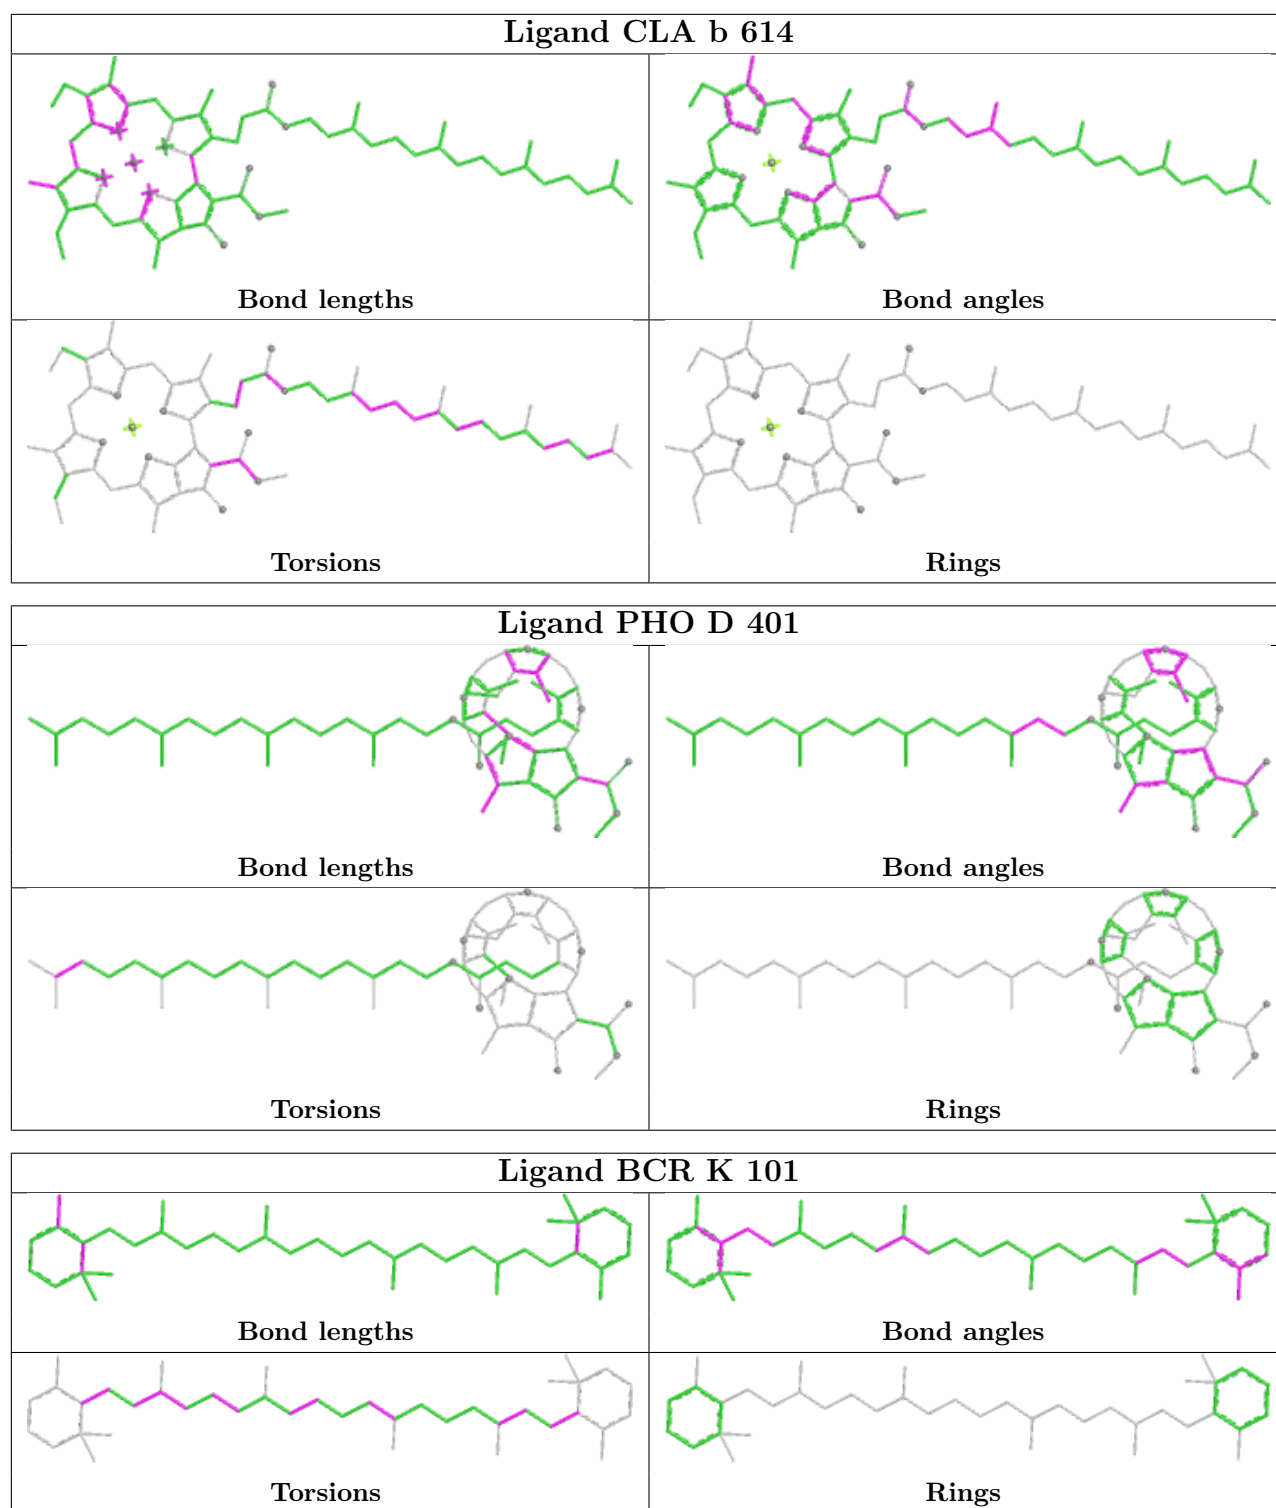 Ligand CLA b 614
Bond lengths
Bond angles
Torsions
Rings
Ligand PHO D 401
Bond lengths
Bond angles
Torsions
Rings
Ligand BCR K 101
Bond lengths
Bond angles
Torsions
Rings